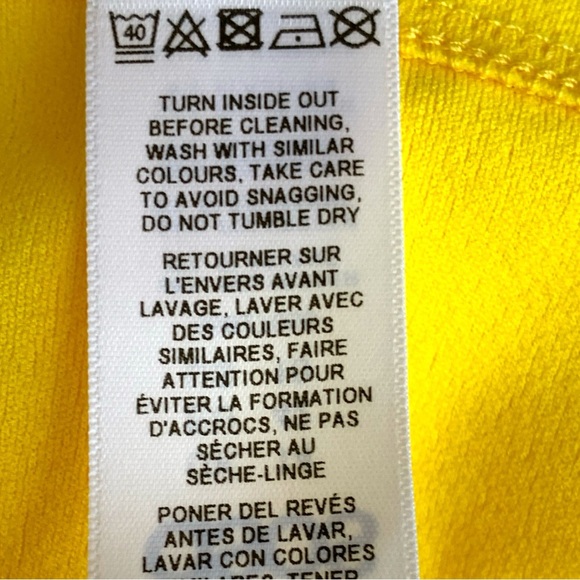 40
TURN INSIDE OUT
BEFORE CLEANING,
WASH WITH SIMILAR
COLOURS, TAKE CARE
TO AVOID SNAGGING,
DO NOT TUMBLE DRY
RETOURNER SUR
L'ENVERS AVANT
LAVAGE, LAVER AVEC
DES COULEURS
SIMILAIRES, FAIRE
ATTENTION POUR
ÉVITER LA FORMATION
D'ACCROCS, NE PAS
SÉCHER AU
SÈCHE-LINGE
PONER DEL REVÉS
ANTES DE LAVAR,
LAVAR CON COLORES
TENER